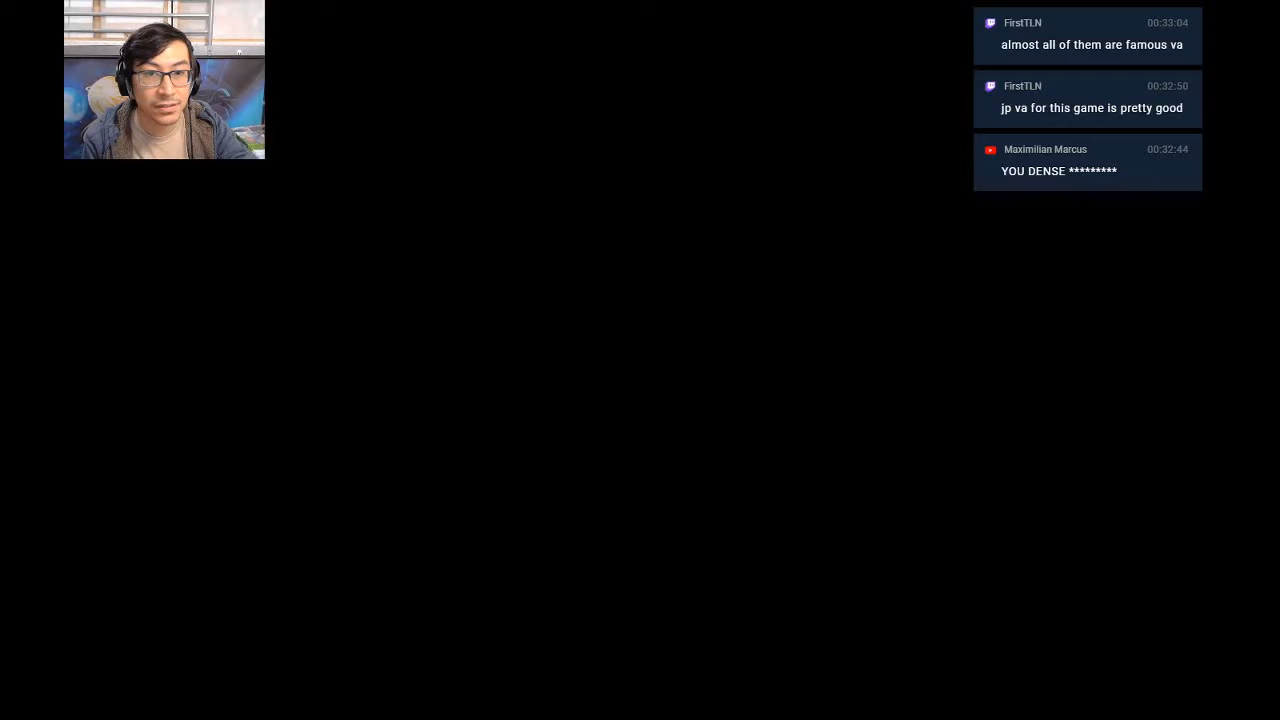 FirstTLN 00:33:04
almost all of them are famous va
FirstTLN 00:32:50
jp va for this game is pretty good
Maximilian Marcus 00:32:44
YOU DENSE *********